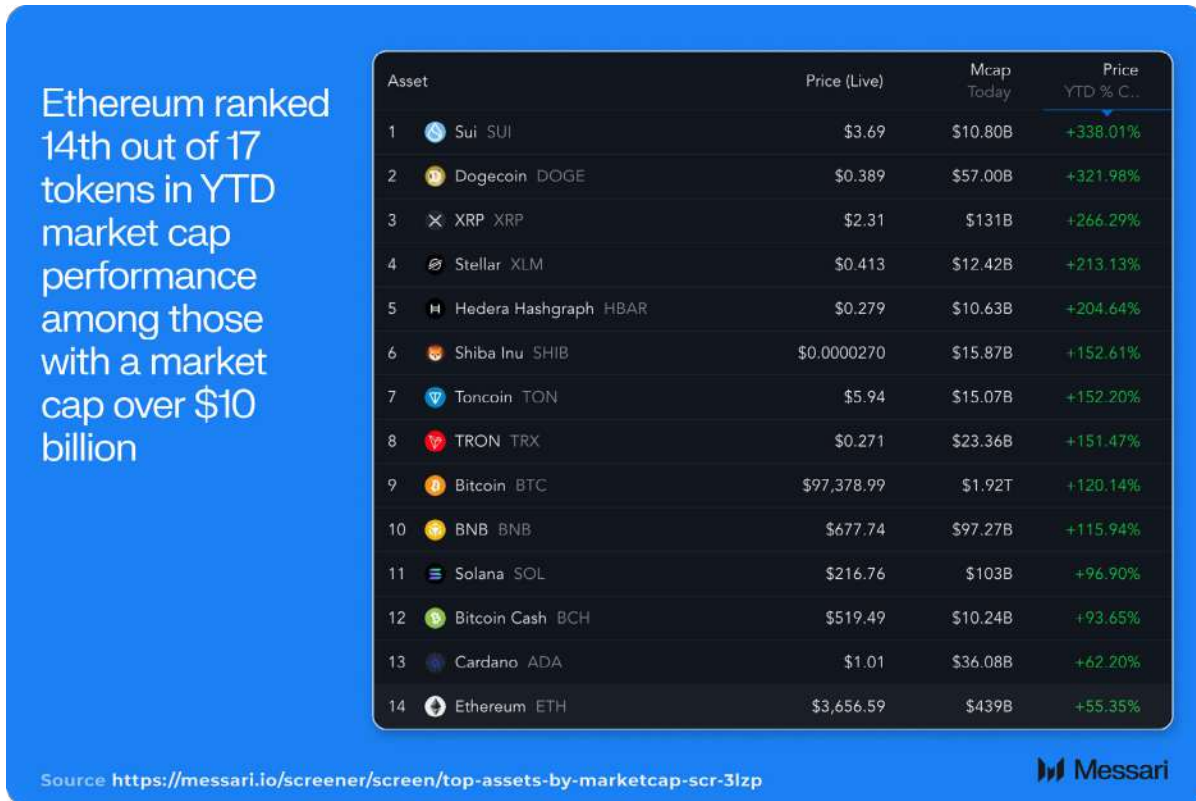 Ethereum ranked
14th out of 17
tokens in YTD
market cap
performance
among those
with a market
cap over $10
billion
Asset Price (Live) Mcap Today Price YTD % C..
1 Sui SUI $3.69 $10.80B +338.01%
2 Dogecoin DOGE $0.389 $57.00B +321.98%
3 XRP XRP $2.31 $131B +266.29%
4 Stellar XLM $0.413 $12.42B +213.13%
5 Hedera Hashgraph HBAR $0.279 $10.63B +204.64%
6 Shiba Inu SHIB $0.0000270 $15.87B +152.61%
7 Toncoin TON $5.94 $15.07B +152.20%
8 TRON TRX $0.271 $23.36B +151.47%
9 Bitcoin BTC $97,378.99 $1.92T +120.14%
10 BNB BNB $677.74 $97.27B +115.94%
11 Solana SOL $216.76 $103B +96.90%
12 Bitcoin Cash BCH $519.49 $10.24B +93.65%
13 Cardano ADA $1.01 $36.08B +62.20%
14 Ethereum ETH $3,656.59 $439B +55.35%
Source https://messari.io/screener/screen/top-assets-by-marketcap-scr-3lzp
Messari